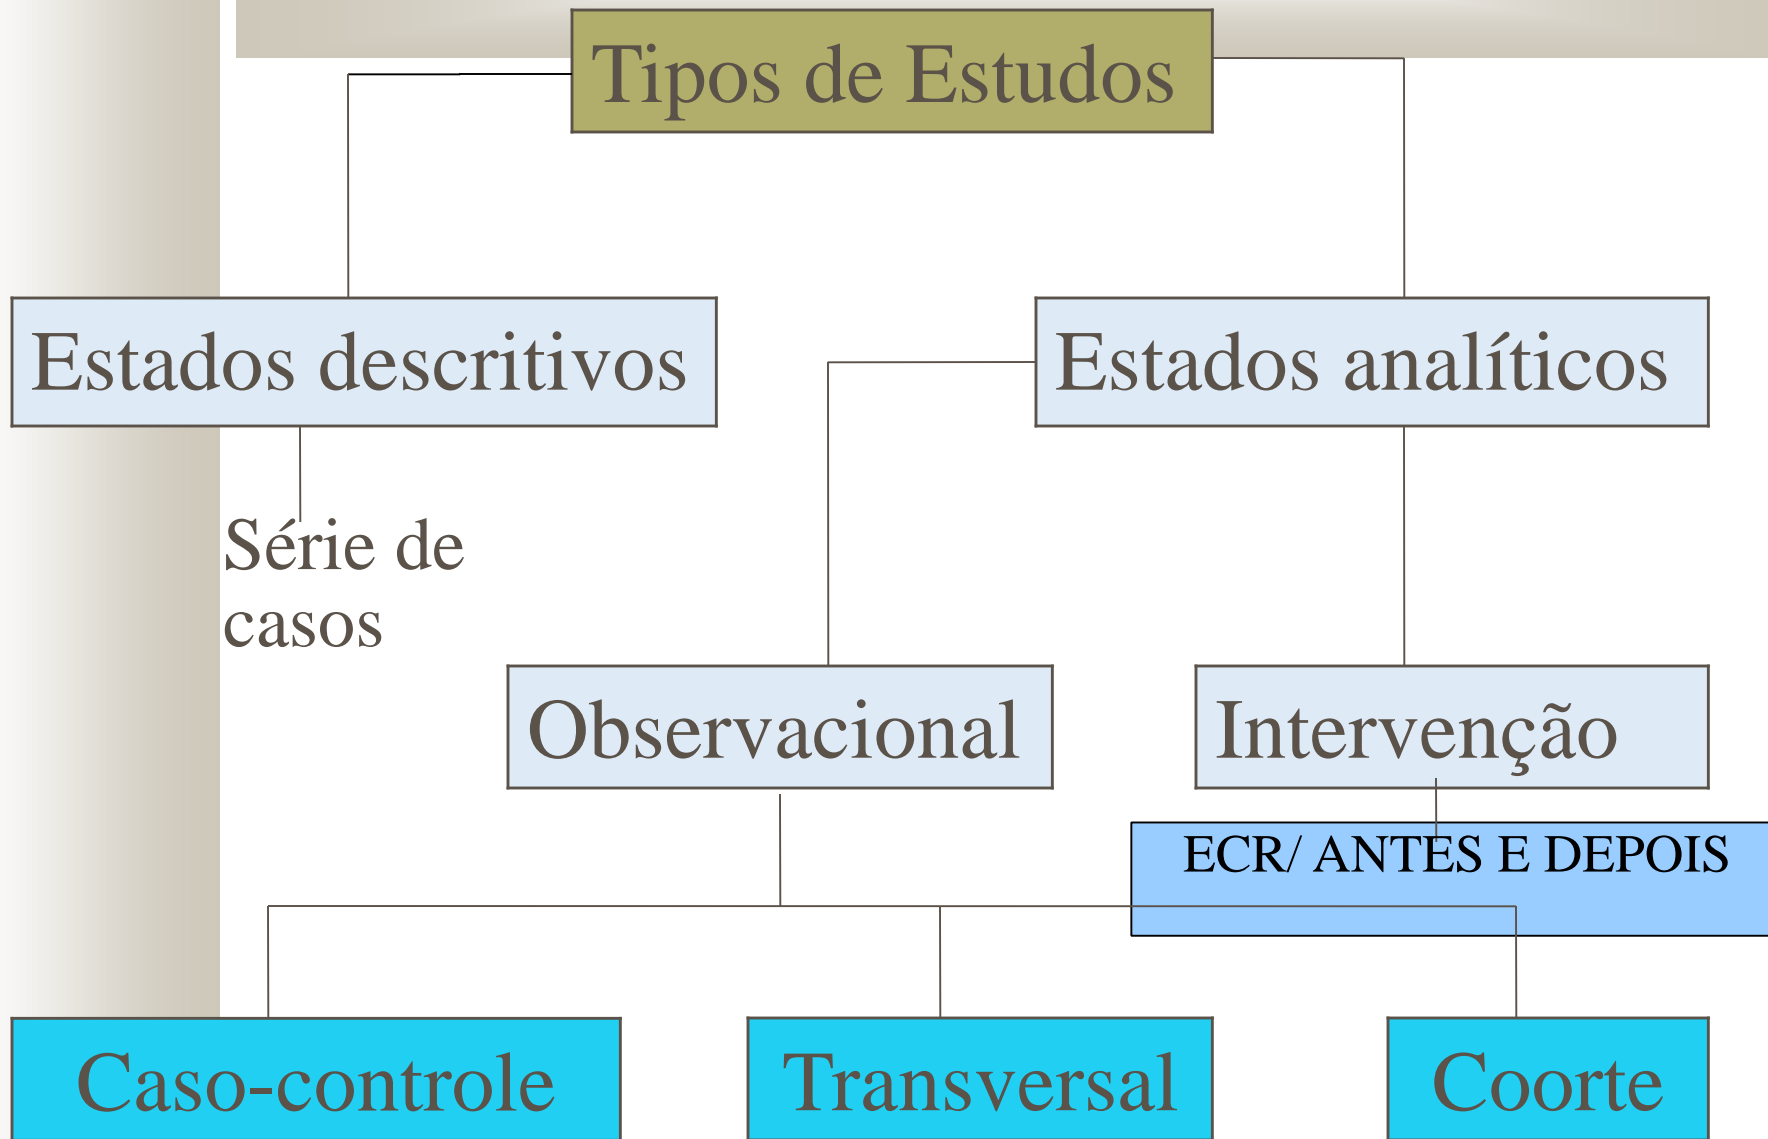 Tipos de Estudos
Estados descritivos
Estados analíticos
Série de
casos
Observacional
Intervenção
ECR/ ANTES E DEPOIS
Caso-controle
Transversal
Coorte